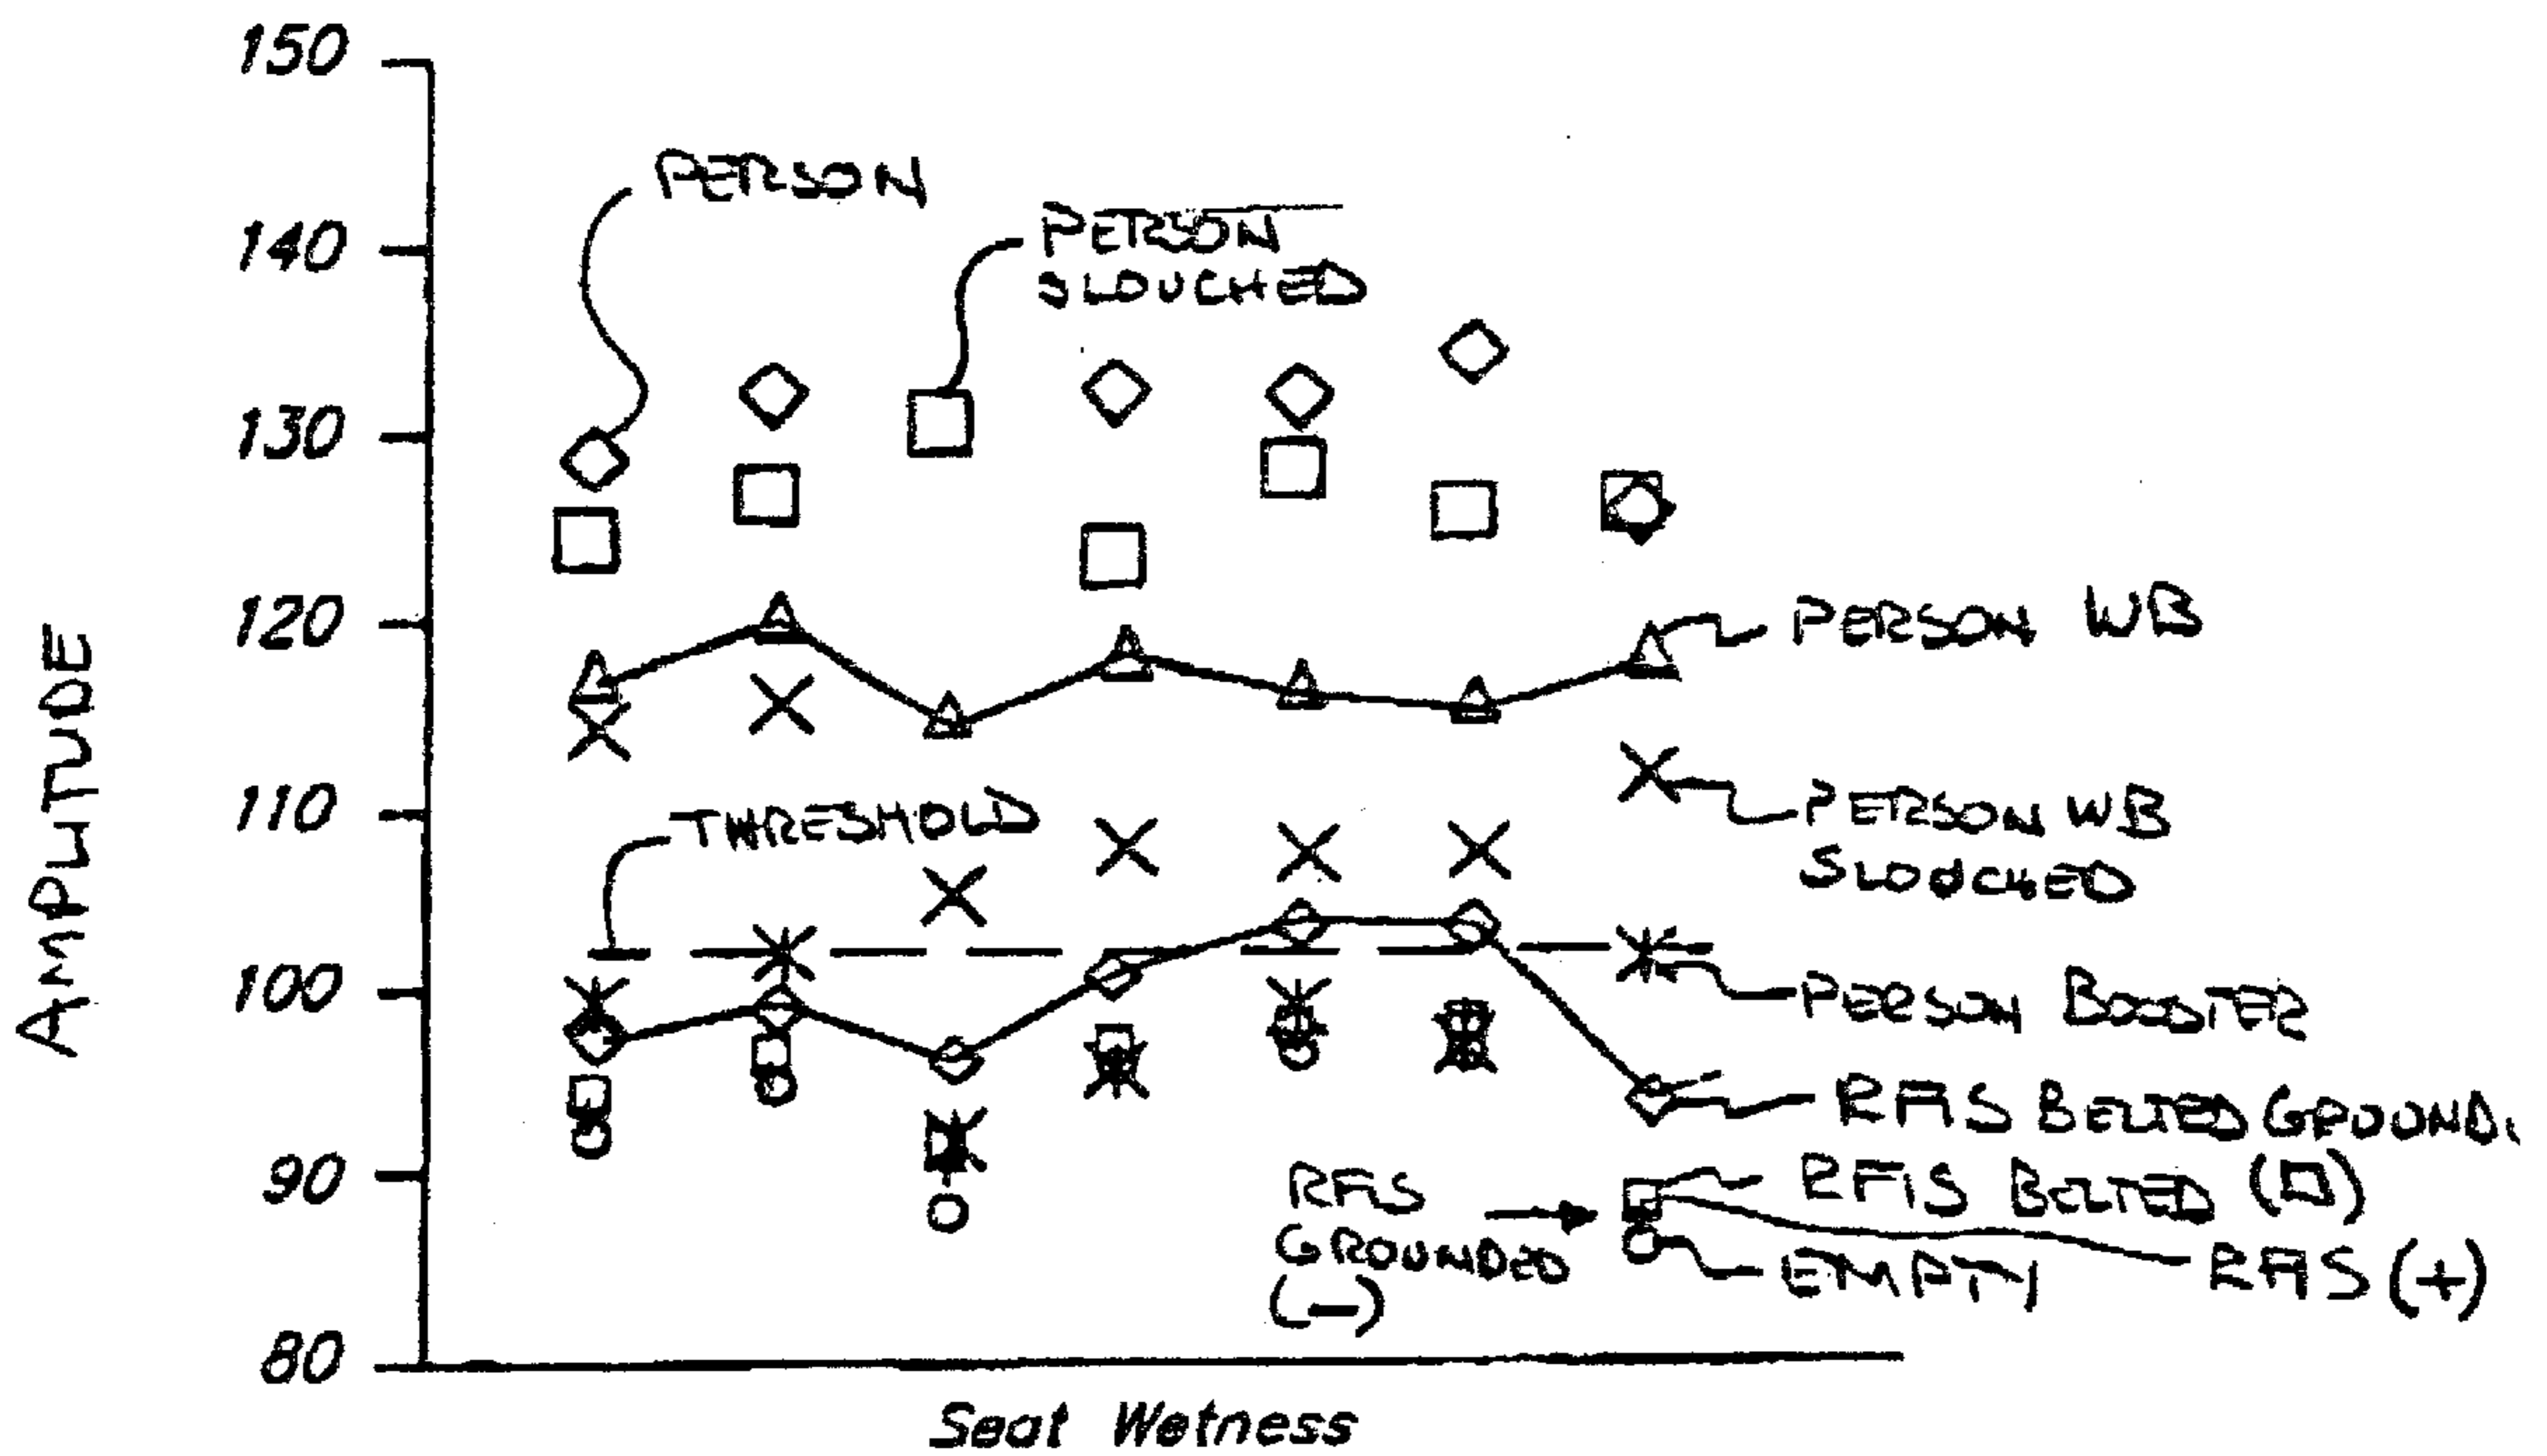 150
140
130
120
110
100
90
80
AMPLITUDE
Seat Wetness
PERSON
PERSON
SLOUCHED
THRESHOLD
PERSON WB
PERSON WB
SLOUCHED
PERSON BOOSTER
RFIS BELTED GROUND.
RFIS BELTED (□)
RFIS (+)
EMPTY
RFIS
GROUNDED
(-)